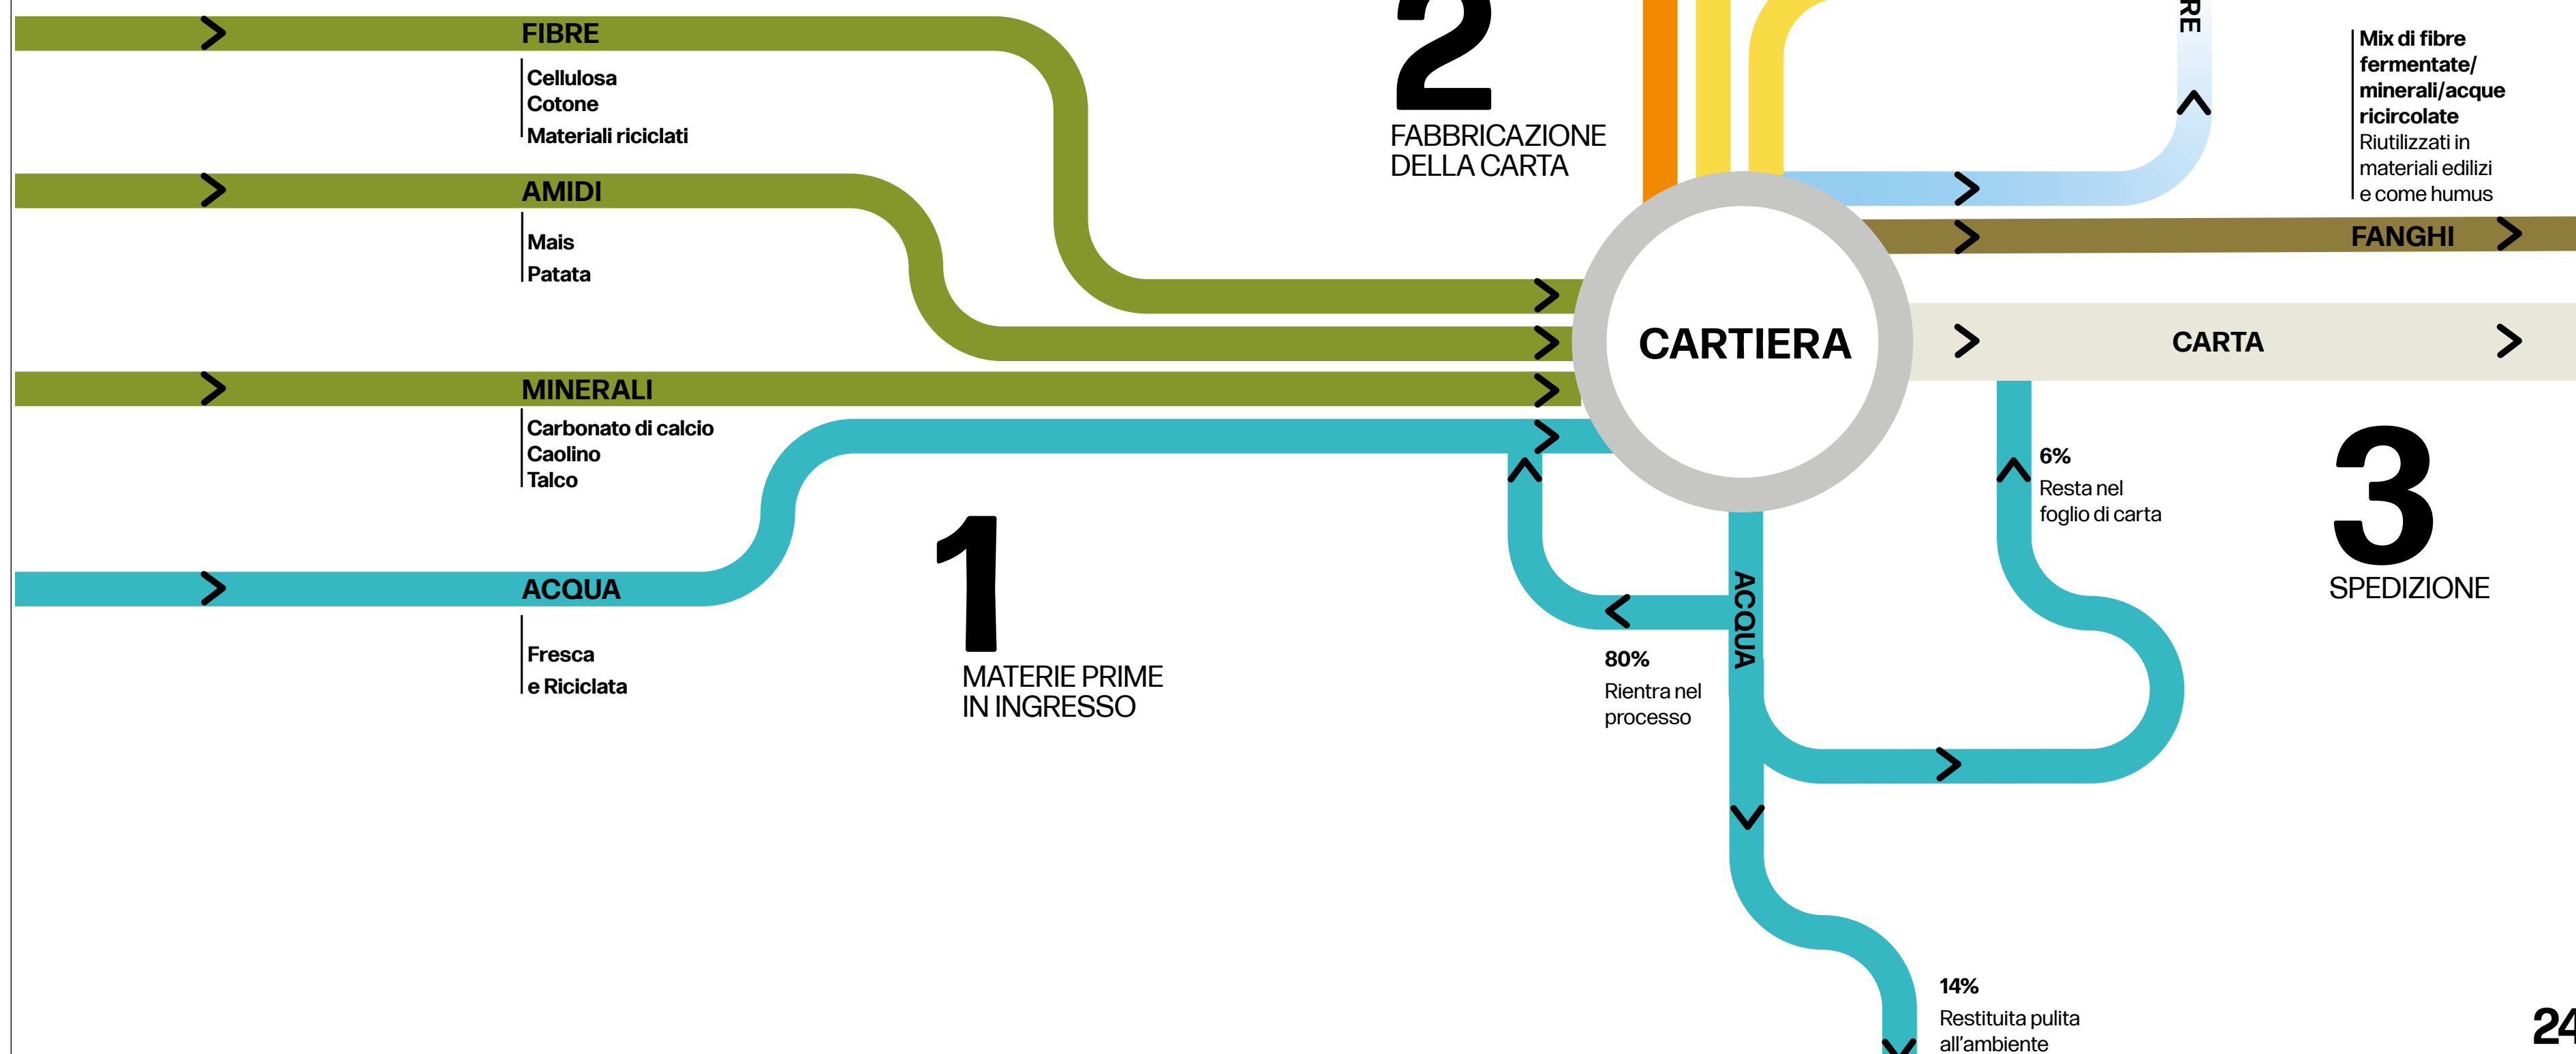 FIBRE
Cellulosa
Cotone
Materiali riciclati
AMIDI
Mais
Patata
MINERALI
Carbonato di calcio
Caolino
Talco
ACQUA
Fresca
e Riciclata
1
MATERIE PRIME
IN INGRESSO
2
FABBRICAZIONE
DELLA CARTA
CARTIERA
RE
Mix di fibre
fermentate/
minerali/acque
ricircolate
Riutilizzati in
materiali edilizi
e come humus
FANGHI
CARTA
ACQUA
80%
Rientra nel
processo
6%
Resta nel
foglio di carta
3
SPEDIZIONE
14%
Restituita pulita
all'ambiente
24